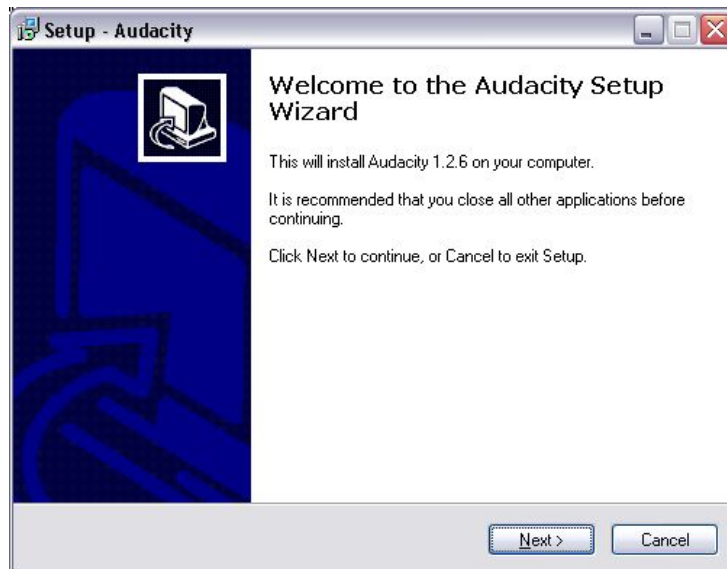 Setup - Audacity
Welcome to the Audacity Setup
Wizard
This will install Audacity 1.2.6 on your computer.
It is recommended that you close all other applications before
continuing.
Click Next to continue, or Cancel to exit Setup.
Next >
Cancel